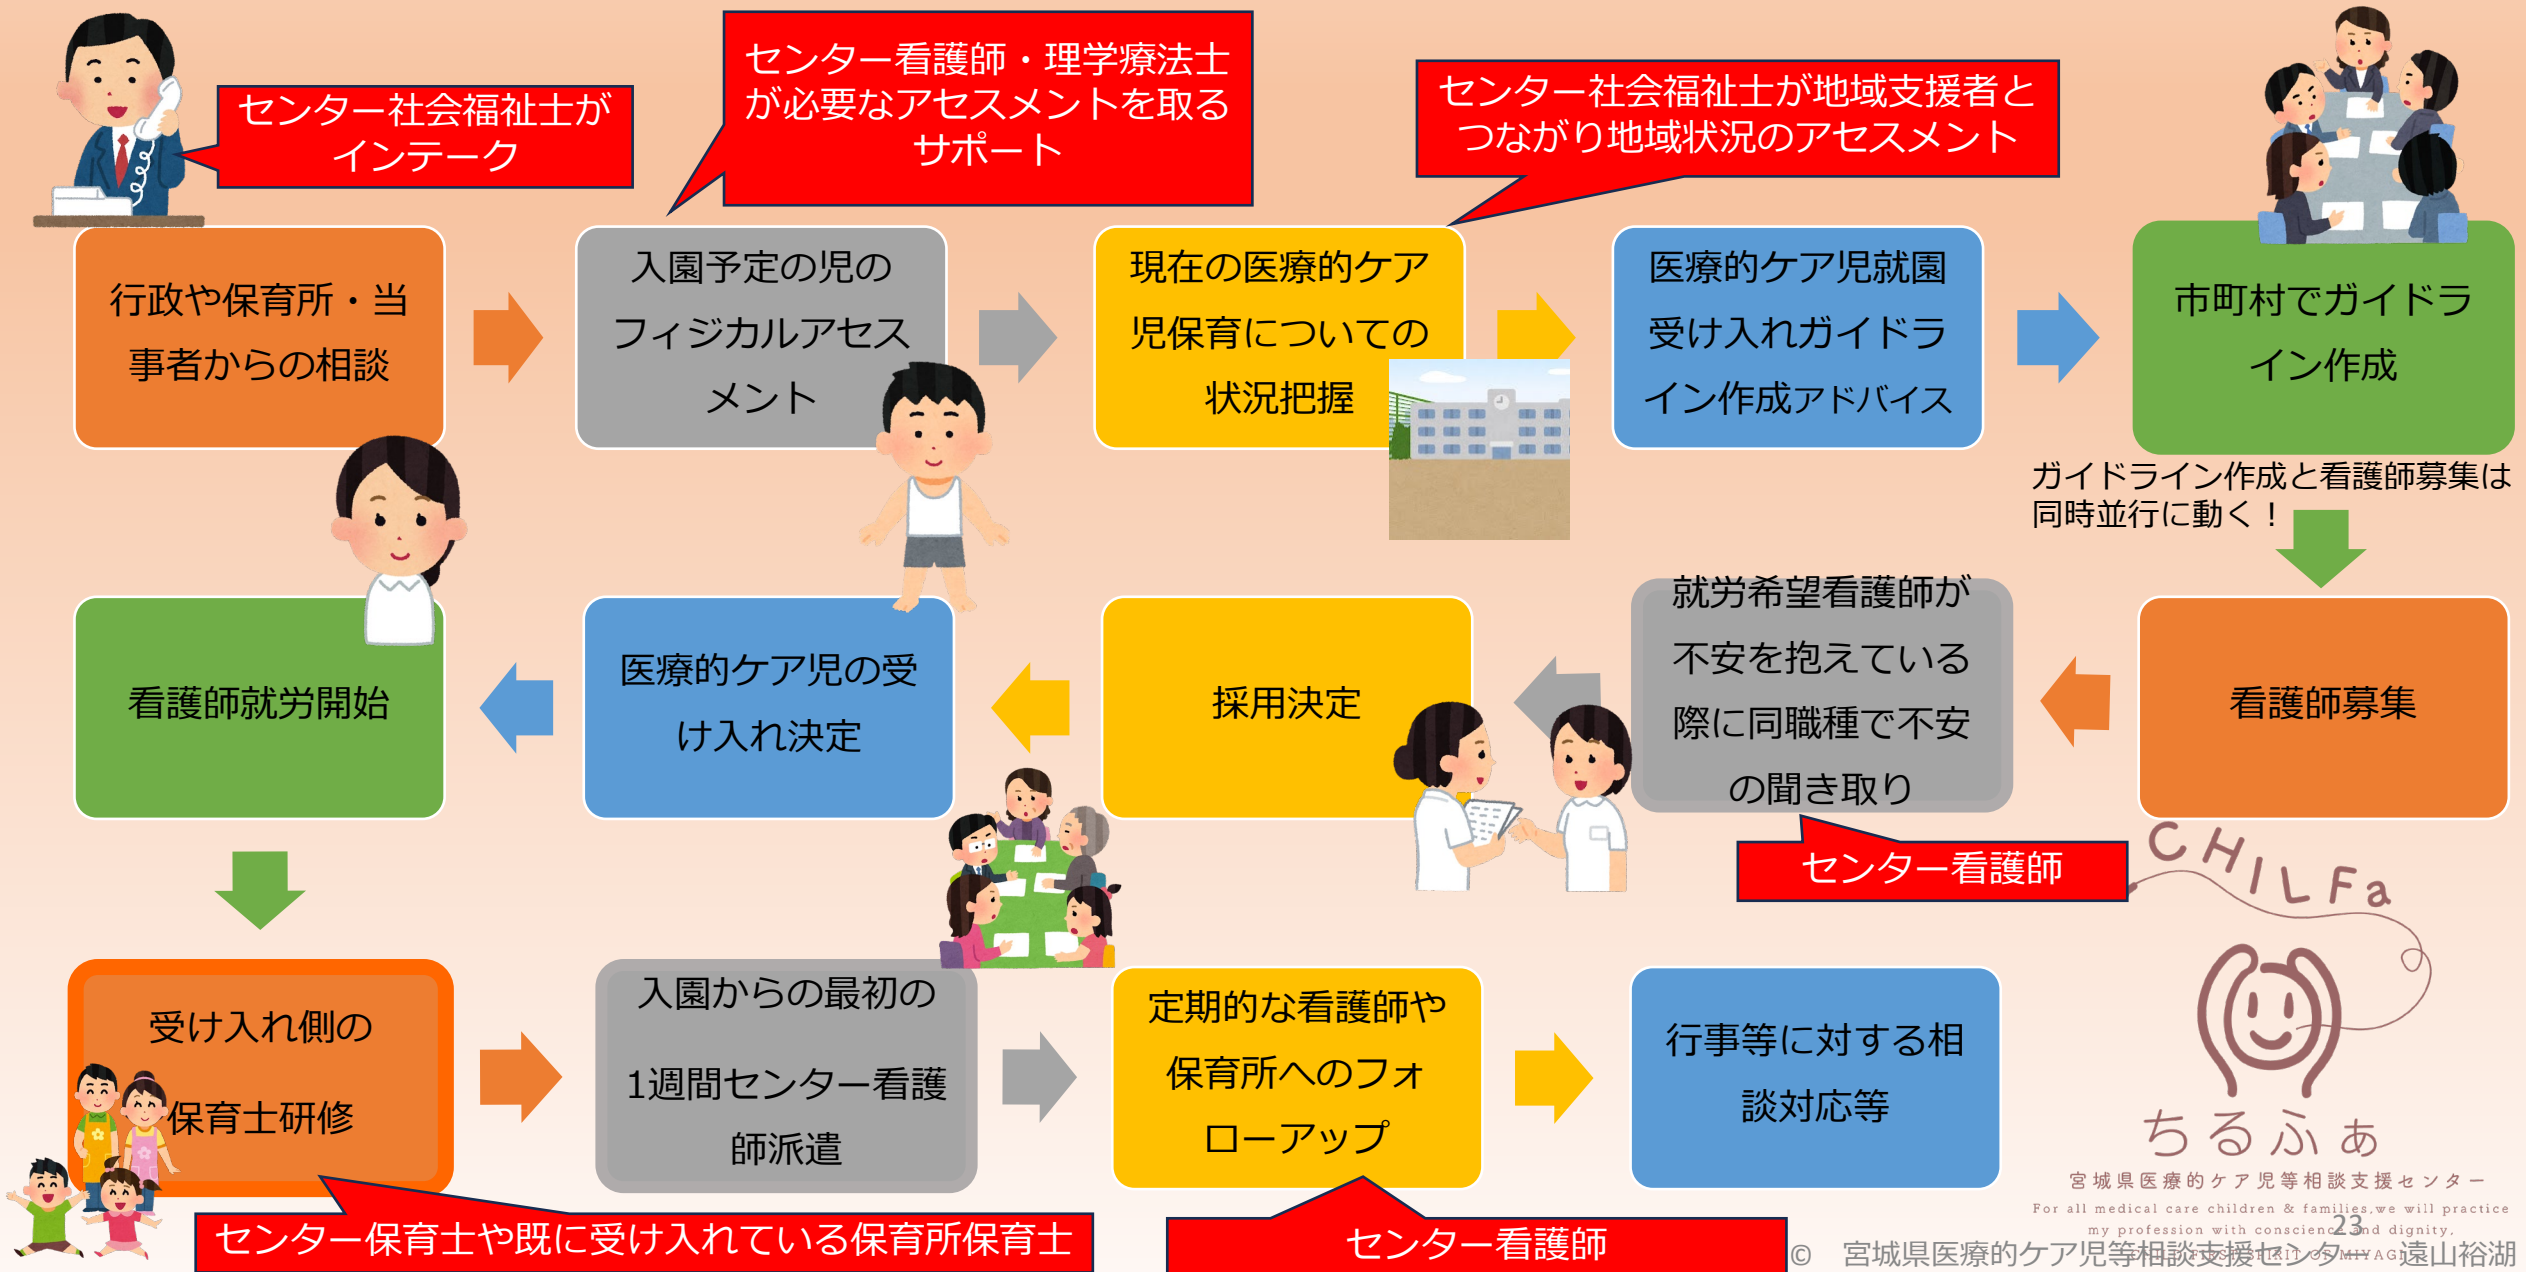 センター社会福祉士が
インテーク
センター看護師・理学療法士
が必要なアセスメントを取る
サポート
センター社会福祉士が地域支援者と
つながり地域状況のアセスメント
行政や保育所・当
事者からの相談
入園予定の児の
フィジカルアセス
メント
現在の医療的ケア
児保育についての
状況把握
医療的ケア児就園
受け入れガイドラ
イン作成アドバイス
市町村でガイドラ
イン作成
ガイドライン作成と看護師募集は
同時並行に動く！
看護師募集
就労希望看護師が
不安を抱えている
際に同職種で不安
の聞き取り
センター看護師
採用決定
医療的ケア児の受
け入れ決定
看護師就労開始
受け入れ側の
保育士研修
センター保育士や既に受け入れている保育所保育士
入園からの最初の
1週間センター看護
師派遣
定期的な看護師や
保育所へのフォ
ローアップ
センター看護師
行事等に対する相
談対応等
CHILFa
ちるふぁ
宮城県医療的ケア児等相談支援センター
For all medical care children & families,we will practice
my profession with conscience and dignity.
23
© 宮城県医療的ケア児等相談支援センター 遠山裕湖